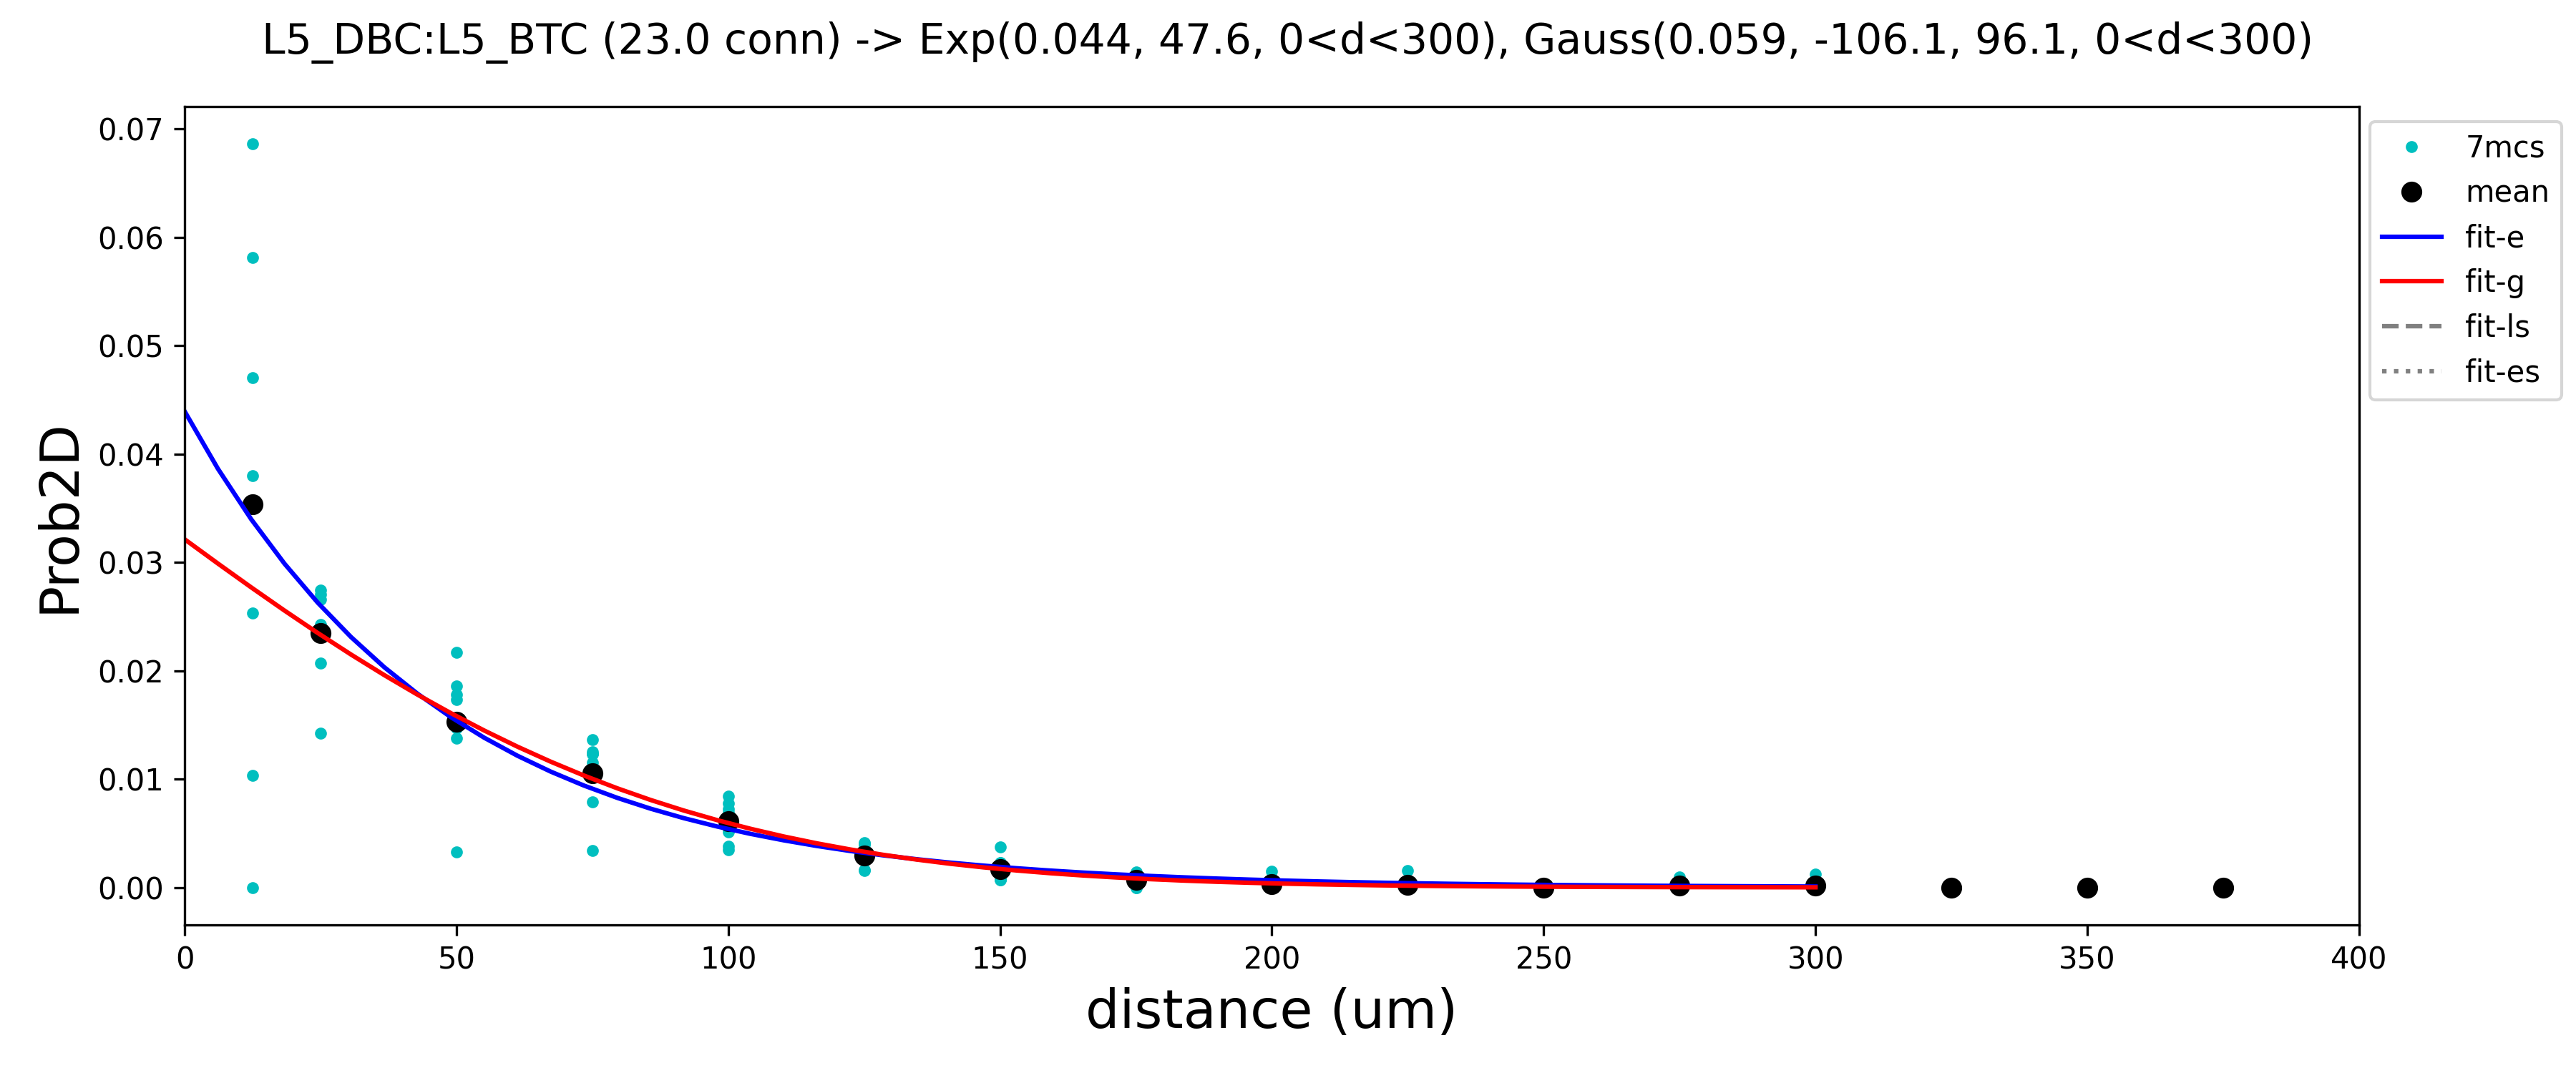 L5_DBC:L5_BTC (23.0 conn) -> Exp(0.044, 47.6, 0<d<300), Gauss(0.059, -106.1, 96.1, 0<d<300)
0.07
0.06
0.05
0.04
0.03
0.02
0.01
0.00
Prob2D
0 50 100 150 200 250 300 350 400
distance (um)
7mcs
mean
fit-e
fit-g
fit-ls
fit-es